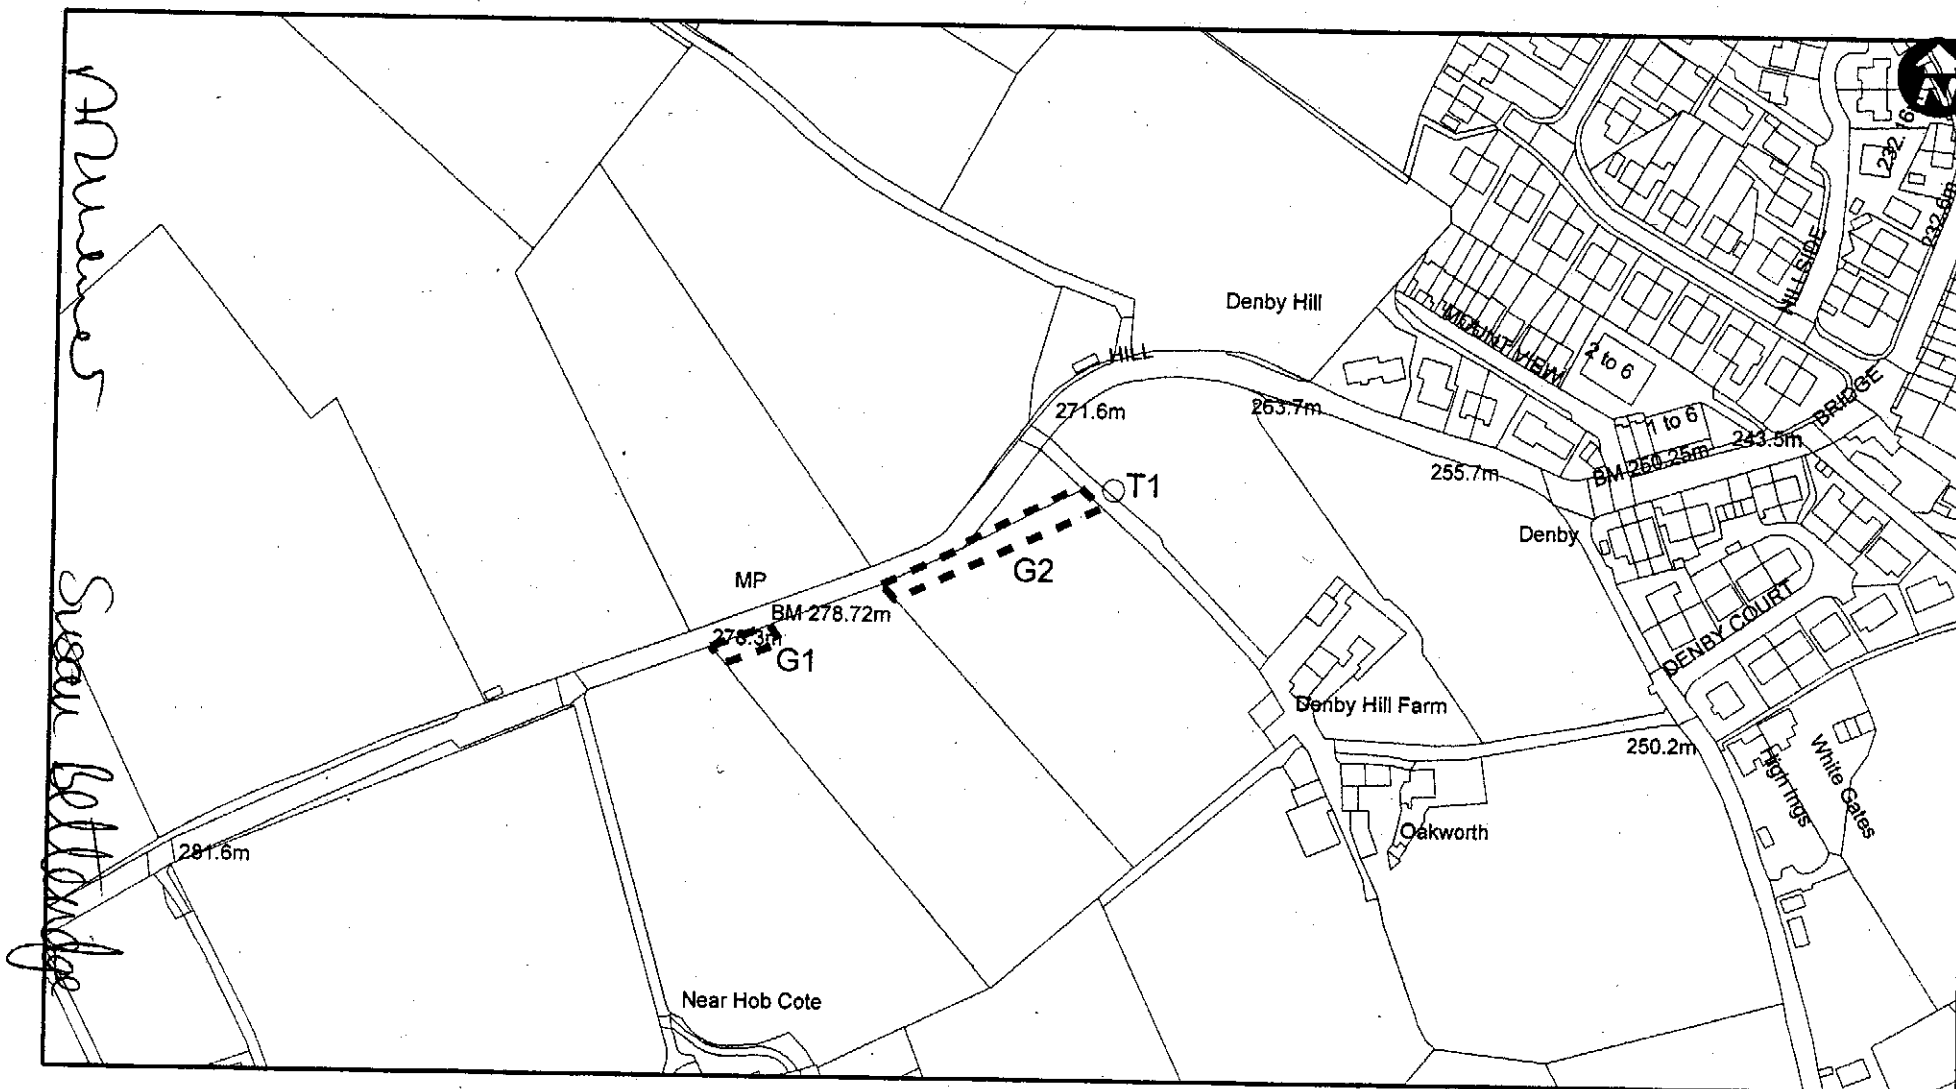 232.16
232.6m
HILLSIDE
Denby Hill
MOUNT VIEW
2 to 6
HILL
BRIDGE
271.6m
263.7m
1 to 6
243.5m
BM 250.25m
255.7m
T1
Denby
G2
MP
BM 278.72m
278.3m
G1
DENBY COURT
Denby Hill Farm
250.2m
High Ings
White Gates
Oakworth
281.6m
Near Hob Cote
Susan